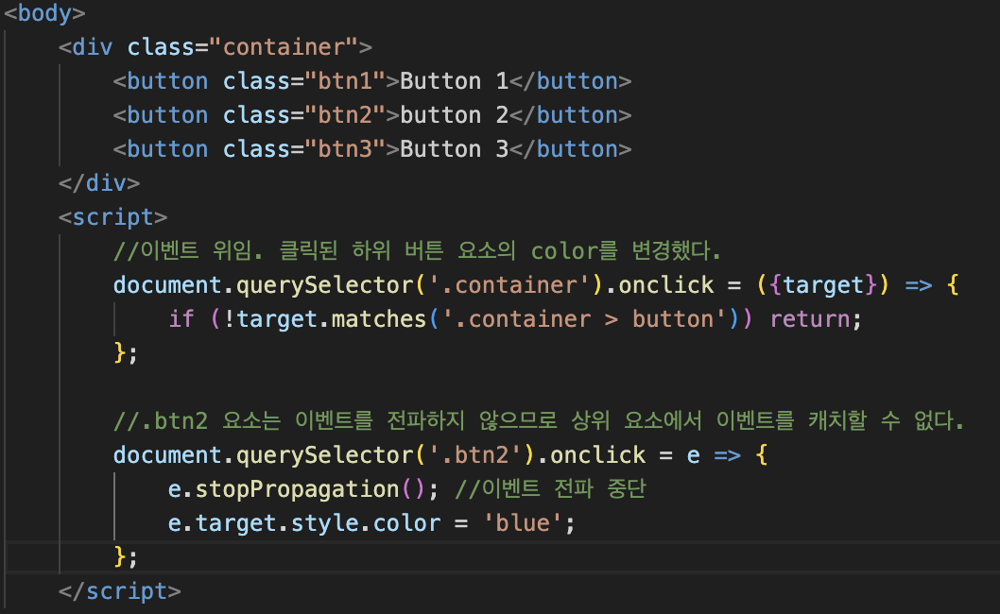 <body>
<div class="container">
<button class="btn1">Button 1</button>
<button class="btn2">button 2</button>
<button class="btn3">Button 3</button>
</div>
<script>
//이벤트 위임. 클릭된 하위 버튼 요소의 color를 변경했다.
document.querySelector('.container').onclick = ({target}) => {
if (!target.matches('.container > button')) return;
};
//.btn2 요소는 이벤트를 전파하지 않으므로 상위 요소에서 이벤트를 캐치할 수 없다.
document.querySelector('.btn2').onclick = e => {
e.stopPropagation(); //이벤트 전파 중단
e.target.style.color = 'blue';
};
</script>